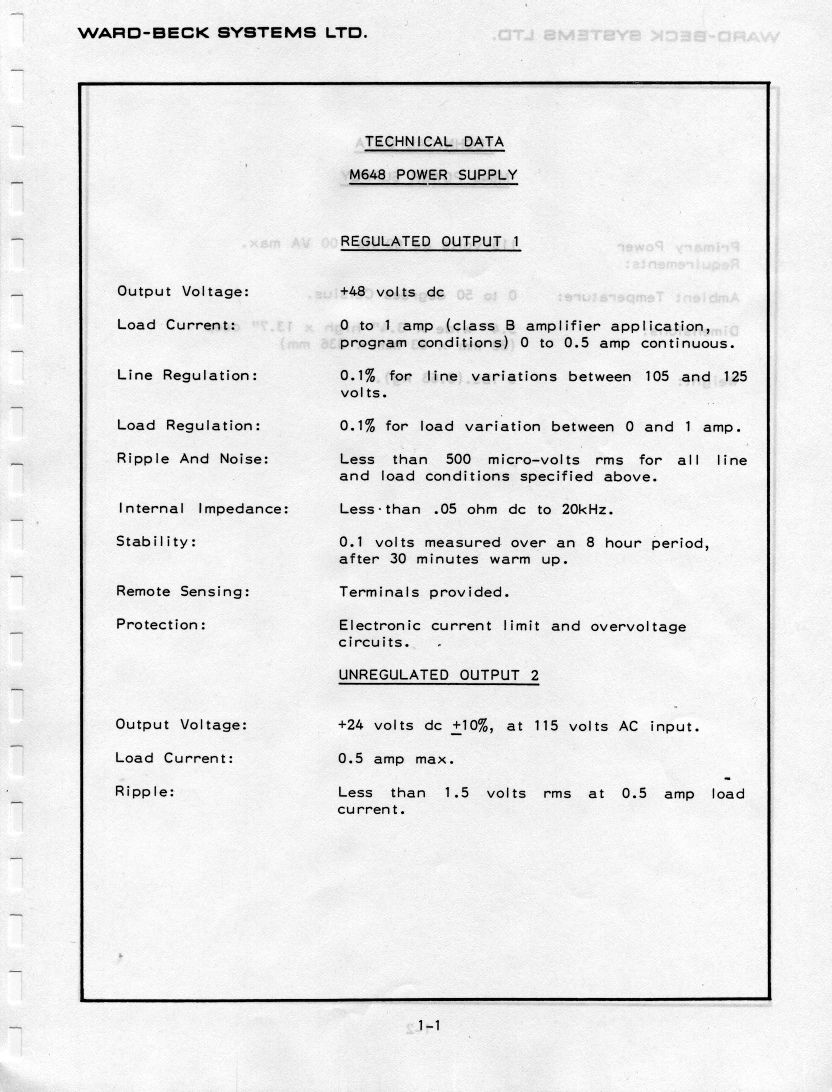 WARD-BECK SYSTEMS LTD.
TECHNICAL DATA
M648 POWER SUPPLY
REGULATED OUTPUT 1
Output Voltage: +48 volts dc
Load Current: 0 to 1 amp (class B amplifier application,
program conditions) 0 to 0.5 amp continuous.
Line Regulation: 0.1% for line variations between 105 and 125
volts.
Load Regulation: 0.1% for load variation between 0 and 1 amp.
Ripple And Noise: Less than 500 micro-volts rms for all line
and load conditions specified above.
Internal Impedance: Less than .05 ohm dc to 20kHz.
Stability: 0.1 volts measured over an 8 hour period,
after 30 minutes warm up.
Remote Sensing: Terminals provided.
Protection: Electronic current limit and overvoltage
circuits.
UNREGULATED OUTPUT 2
Output Voltage: +24 volts dc ±10%, at 115 volts AC input.
Load Current: 0.5 amp max.
Ripple: Less than 1.5 volts rms at 0.5 amp load
current.
1-1